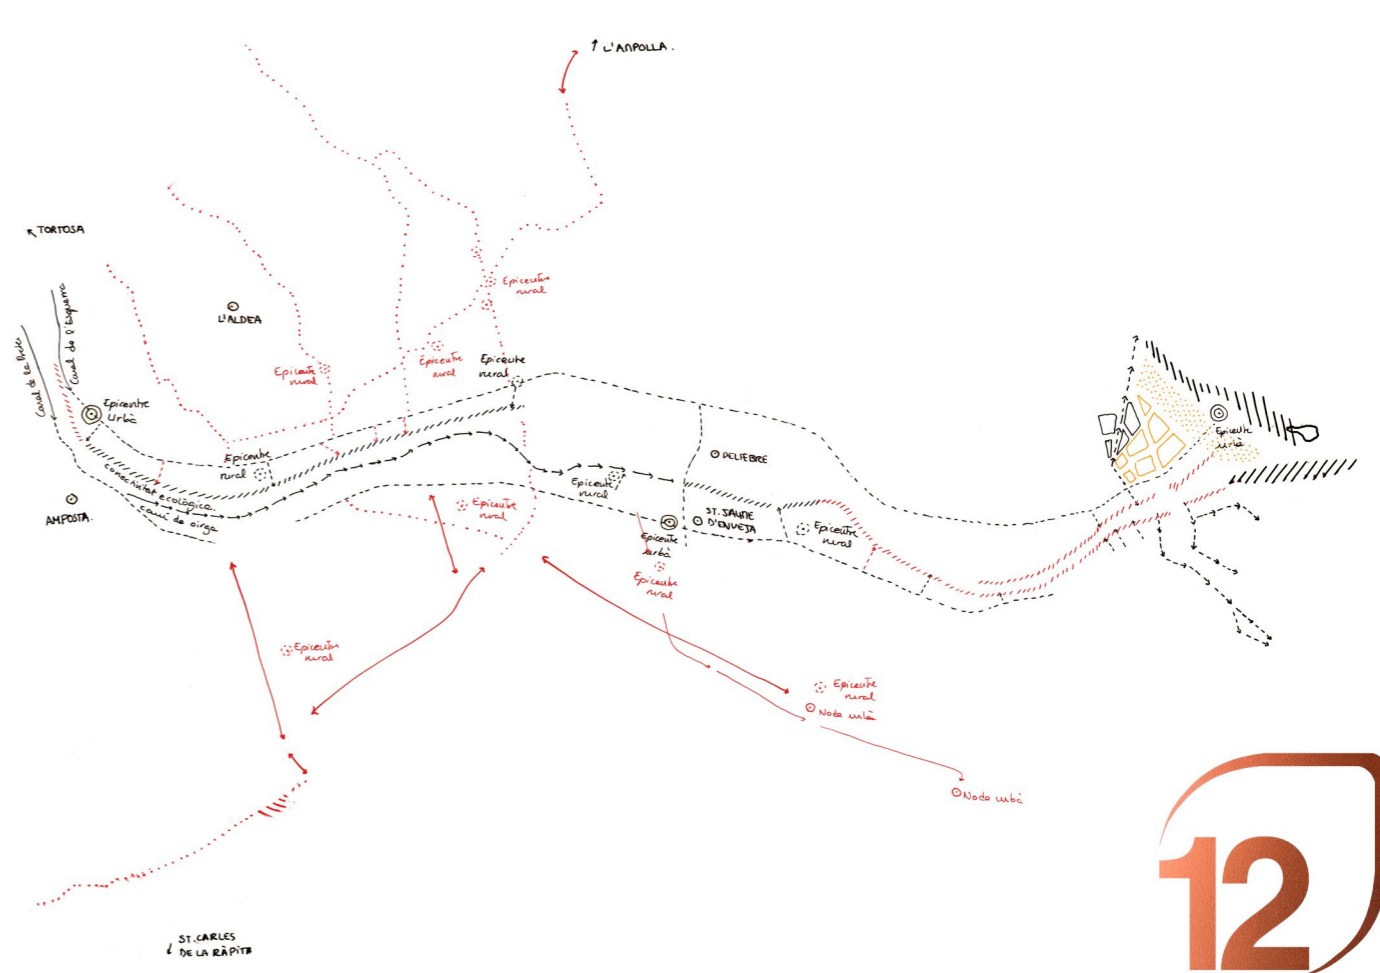 L'AMPOLLA.
TORTOSA
Canal de l'Esquerra
Canal de la Dreta
L'ALDEA
Epicentre
rural
Epicentre
rural
Epicentre
rural
Epicentre
rural
Epicentre
Urbà
Epicentre
rural
conectivitat ecològica.
camí de sirga
AMPOSTA.
Epicentre
rural
Epicentre
rural
DELTEBRE
ST. JAUME
D'ENVEJA
Epicentre
urbà
Epicentre
rural
Epicentre
urbà
Epicentre
rural
Epicentre
rural
Epicentre
rural
Node urbà
Node urbà
ST. CARLES
DE LA RÀPITA
12